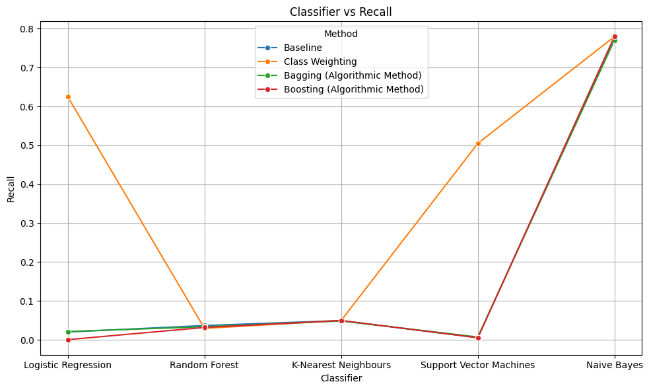 Classifier vs Recall
Method
Baseline
Class Weighting
Bagging (Algorithmic Method)
Boosting (Algorithmic Method)
0.8
0.7
0.6
0.5
0.4
0.3
0.2
0.1
0.0
Recall
Logistic Regression
Random Forest
K-Nearest Neighbours
Support Vector Machines
Naive Bayes
Classifier